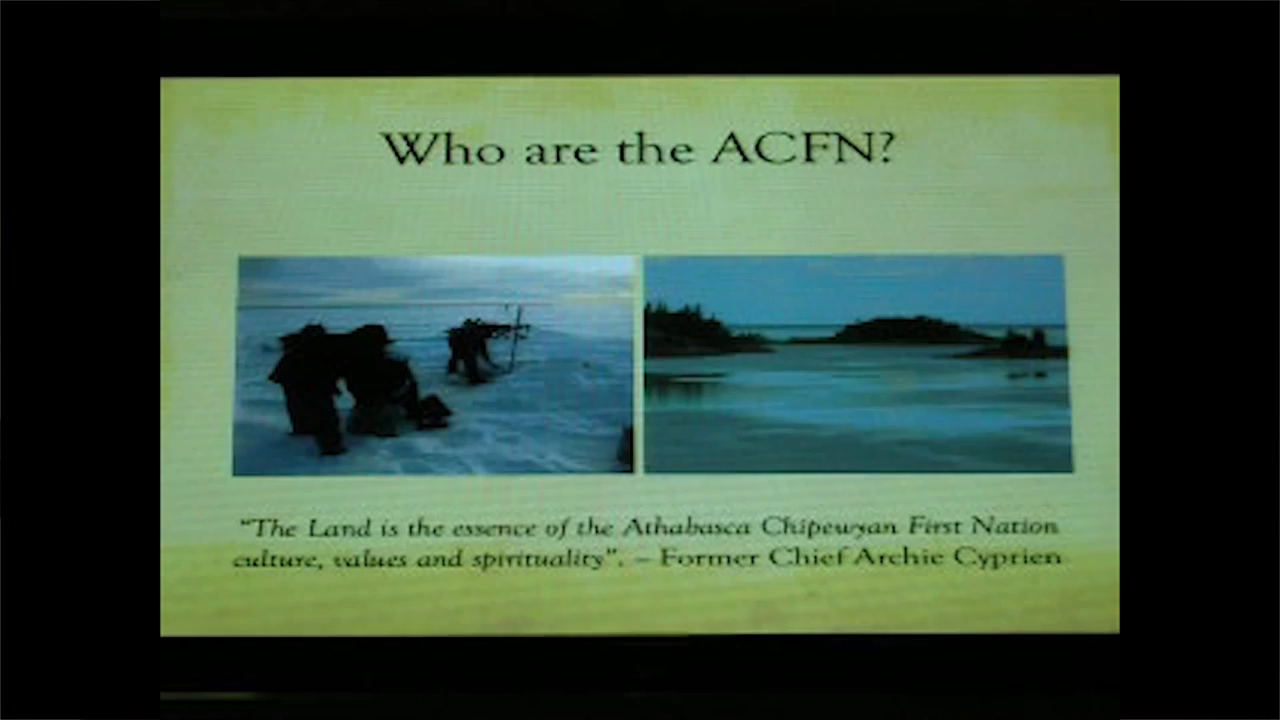 Who are the ACFN?
“The Land is the essence of the Athabasca Chipewyan First Nation
culture, values and spirituality”. – Former Chief Archie Cyprien